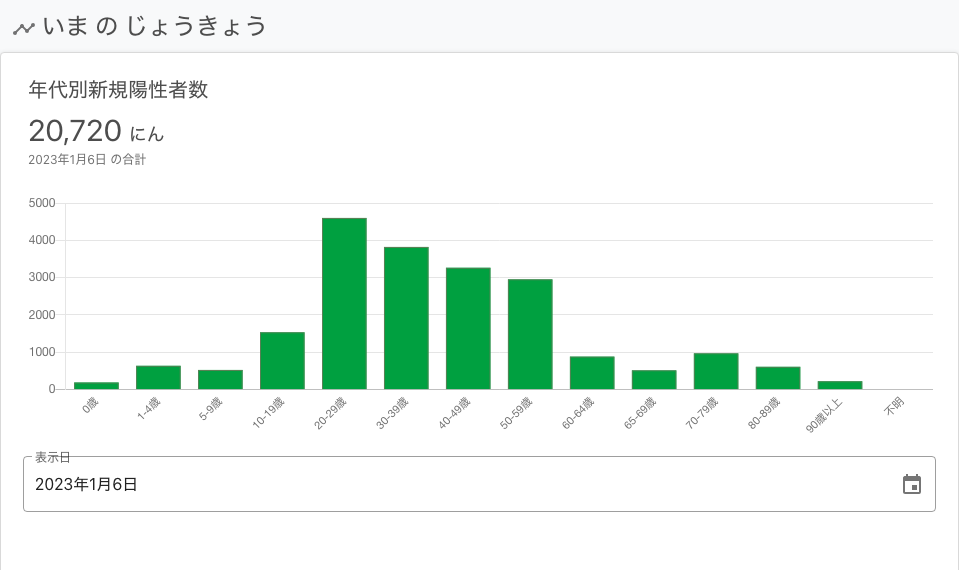 いま の じょうきょう
年代別新規陽性者数
20,720 にん
2023年1月6日 の合計
5000
4000
3000
2000
1000
0
0歳
1-4歳
5-9歳
10-19歳
20-29歳
30-39歳
40-49歳
50-59歳
60-64歳
65-69歳
70-79歳
80-89歳
90歳以上
不明
表示日
2023年1月6日